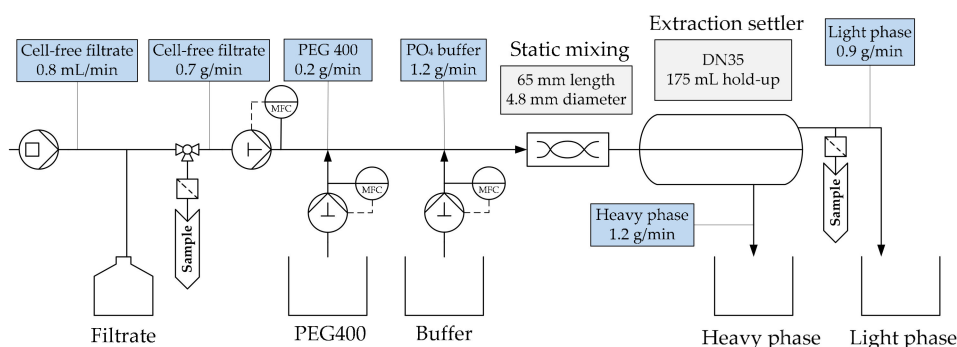 Cell-free filtrate
0.8 mL/min
Cell-free filtrate
0.7 g/min
PEG 400
0.2 g/min
PO₄ buffer
1.2 g/min
Static mixing
65 mm length
4.8 mm diameter
Extraction settler
DN35
175 mL hold-up
Light phase
0.9 g/min
MFC
MFC
MFC
Sample
Sample
Heavy phase
1.2 g/min
Filtrate
PEG400
Buffer
Heavy phase
Light phase